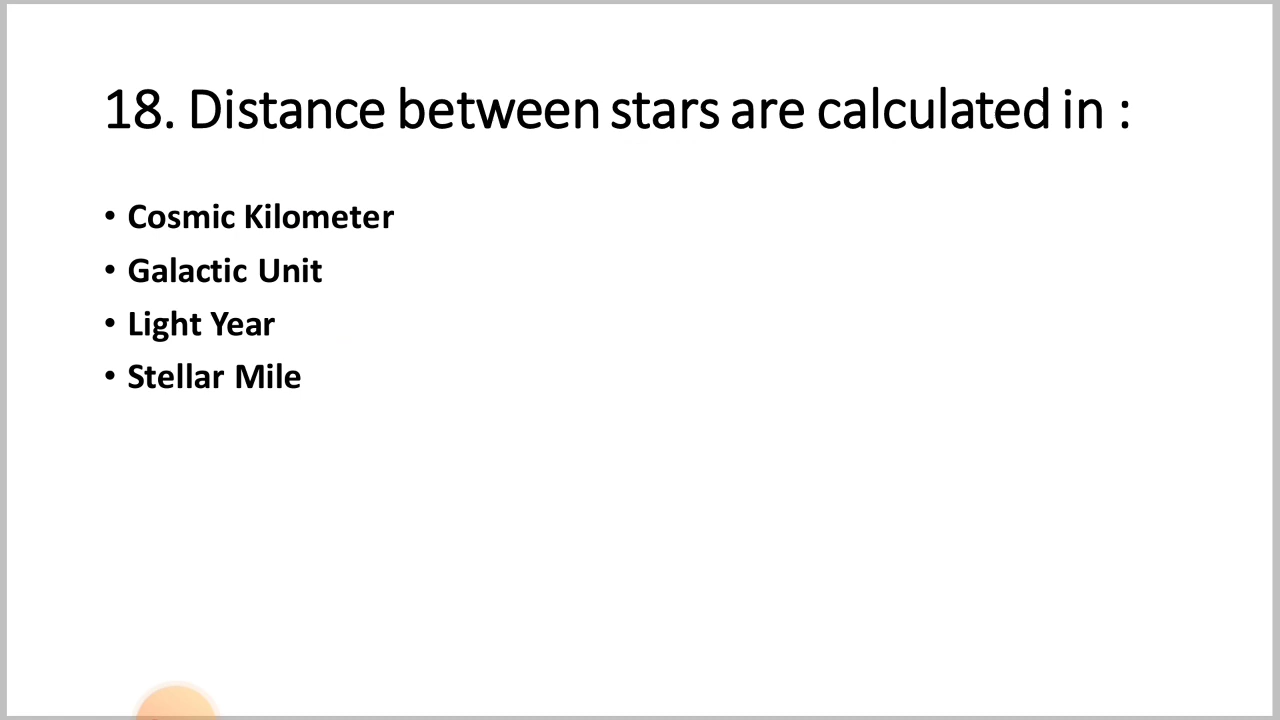 18. Distance between stars are calculated in :
• Cosmic Kilometer
• Galactic Unit
• Light Year
• Stellar Mile